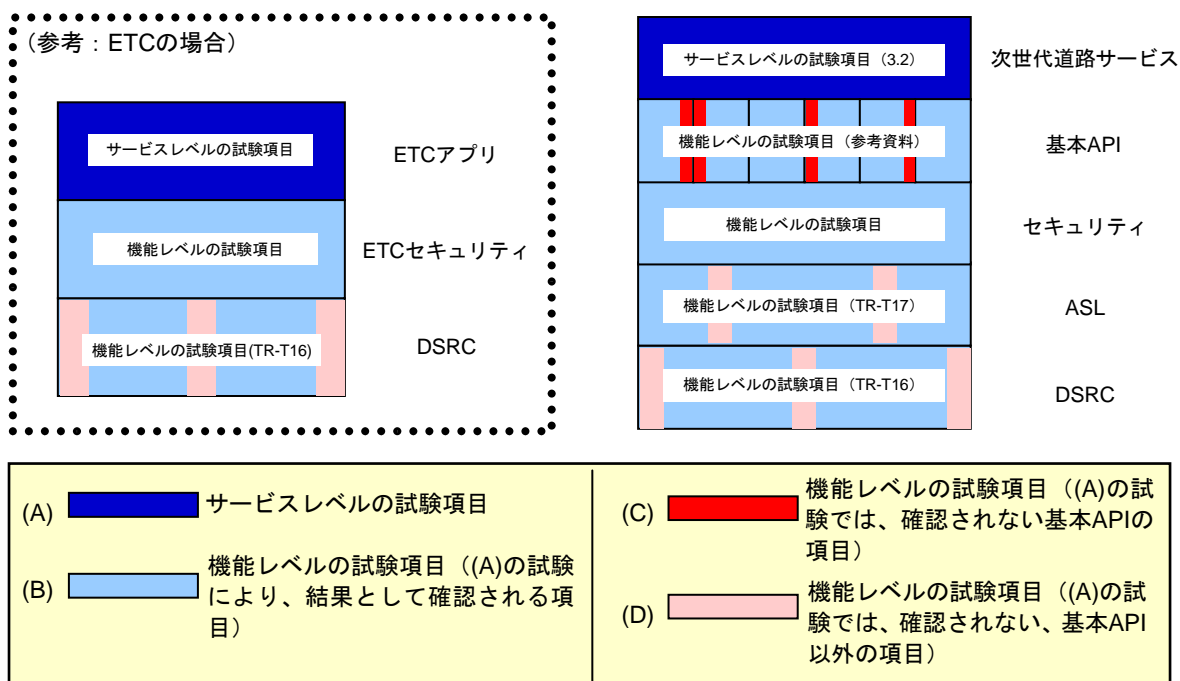 (参考：ETCの場合)
サービスレベルの試験項目
ETCアプリ
機能レベルの試験項目
ETCセキュリティ
機能レベルの試験項目(TR-T16)
DSRC
サービスレベルの試験項目（3.2）
次世代道路サービス
機能レベルの試験項目（参考資料）
基本API
機能レベルの試験項目
セキュリティ
機能レベルの試験項目（TR-T17）
ASL
機能レベルの試験項目（TR-T16）
DSRC
(A)
サービスレベルの試験項目
(B)
機能レベルの試験項目（(A)の試験
により、結果として確認される項
目）
(C)
機能レベルの試験項目（(A)の試
験では、確認されない基本APIの
項目）
(D)
機能レベルの試験項目（(A)の試
験では、確認されない、基本API
以外の項目）